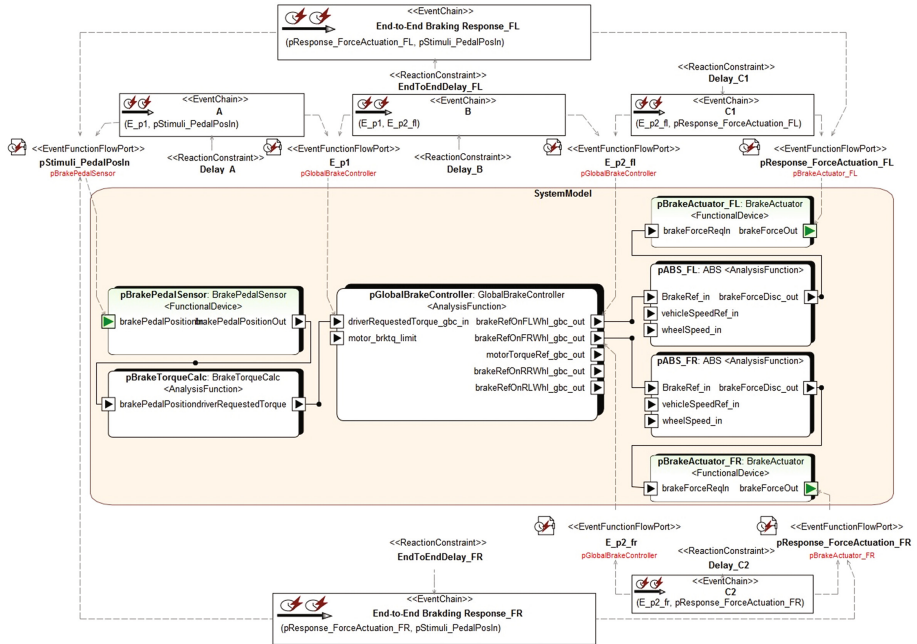 <<EventChain>>
End-to-End Braking Response_FL
(pResponse_ForceActuation_FL, pStimuli_PedalPosIn)
<<ReactionConstraint>>
EndToEndDelay_FL
<<ReactionConstraint>>
Delay_C1
<<EventChain>>
A
(E_p1, pStimuli_PedalPosIn)
<<EventChain>>
B
(E_p1, E_p2_fl)
<<EventChain>>
C1
(E_p2_fl, pResponse_ForceActuation_FL)
<<EventFunctionFlowPort>>
pStimuli_PedalPosIn
pBrakePedalSensor
<<ReactionConstraint>>
Delay_A
<<EventFunctionFlowPort>>
E_p1
pGlobalBrakeController
<<ReactionConstraint>>
Delay_B
<<EventFunctionFlowPort>>
E_p2_fl
pGlobalBrakeController
<<EventFunctionFlowPort>>
pResponse_ForceActuation_FL
pBrakeActuator_FL
SystemModel
pBrakeActuator_FL: BrakeActuator
<FunctionalDevice>
brakeForceReqIn brakeForceOut
pABS_FL: ABS <AnalysisFunction>
BrakeRef_in brakeForceDisc_out
vehicleSpeedRef_in
wheelSpeed_in
pBrakePedalSensor: BrakePedalSensor
<FunctionalDevice>
brakePedalPositionIn brakePedalPositionOut
pGlobalBrakeController: GlobalBrakeController
<AnalysisFunction>
driverRequestedTorque_gbc_in brakeRefOnFLWhl_gbc_out
motor_brktq_limit brakeRefOnFRWhl_gbc_out
motorTorqueRef_gbc_out
brakeRefOnRRWhl_gbc_out
brakeRefOnRLWhl_gbc_out
pABS_FR: ABS <AnalysisFunction>
BrakeRef_in brakeForceDisc_out
vehicleSpeedRef_in
wheelSpeed_in
pBrakeTorqueCalc: BrakeTorqueCalc
<AnalysisFunction>
brakePedalPosition driverRequestedTorque
pBrakeActuator_FR: BrakeActuator
<FunctionalDevice>
brakeForceReqIn brakeForceOut
<<EventFunctionFlowPort>>
E_p2_fr
pGlobalBrakeController
<<EventFunctionFlowPort>>
pResponse_ForceActuation_FR
pBrakeActuator_FR
<<ReactionConstraint>>
EndToEndDelay_FR
<<ReactionConstraint>>
Delay_C2
<<EventChain>>
C2
(E_p2_fr, pResponse_ForceActuation_FR)
<<EventChain>>
End-to-End Brakding Response_FR
(pResponse_ForceActuation_FR, pStimuli_PedalPosIn)